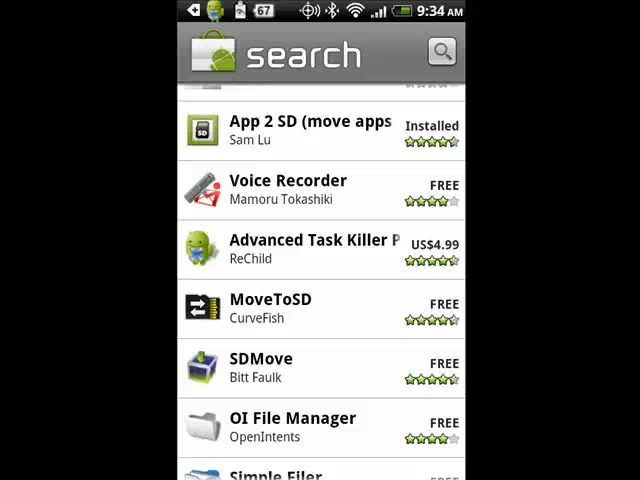 67
9:34 AM
search
App 2 SD (move apps
Installed
Sam Lu
Voice Recorder
FREE
Mamoru Tokashiki
Advanced Task Killer P
US$4.99
ReChild
MoveToSD
FREE
CurveFish
SDMove
FREE
Bitt Faulk
OI File Manager
FREE
OpenIntents
Simple Filer
FREE